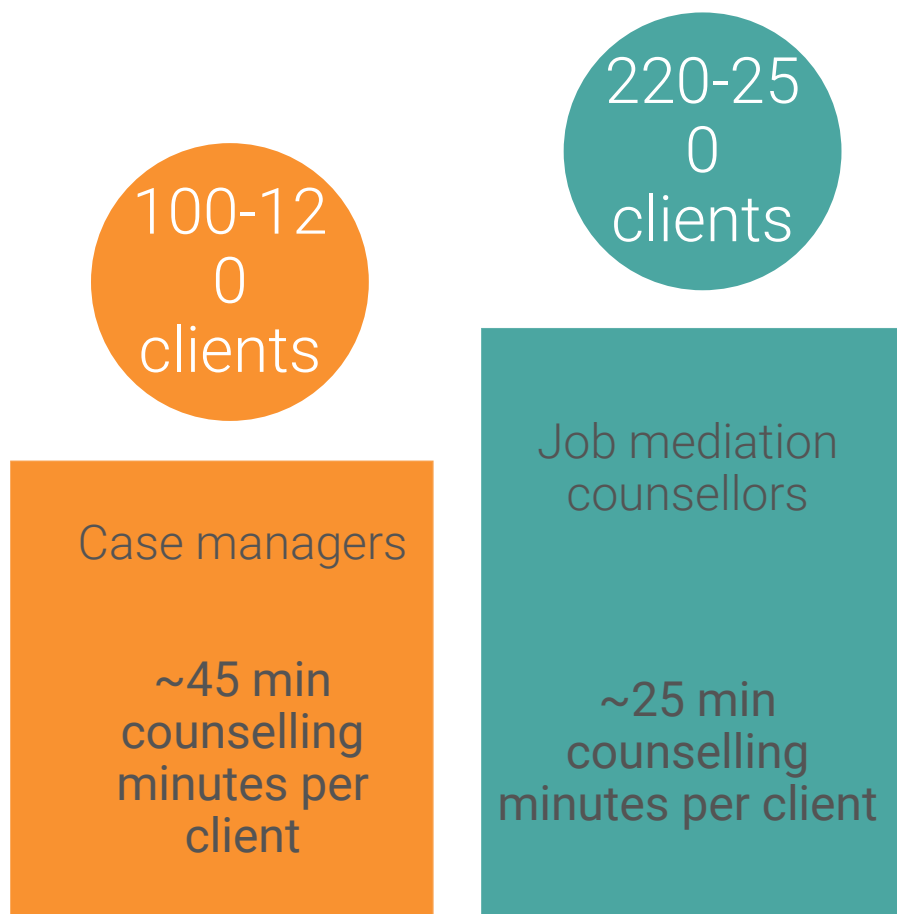 100-12
0
clients
Case managers
~45 min
counselling
minutes per
client
220-25
0
clients
Job mediation
counsellors
~25 min
counselling
minutes per client